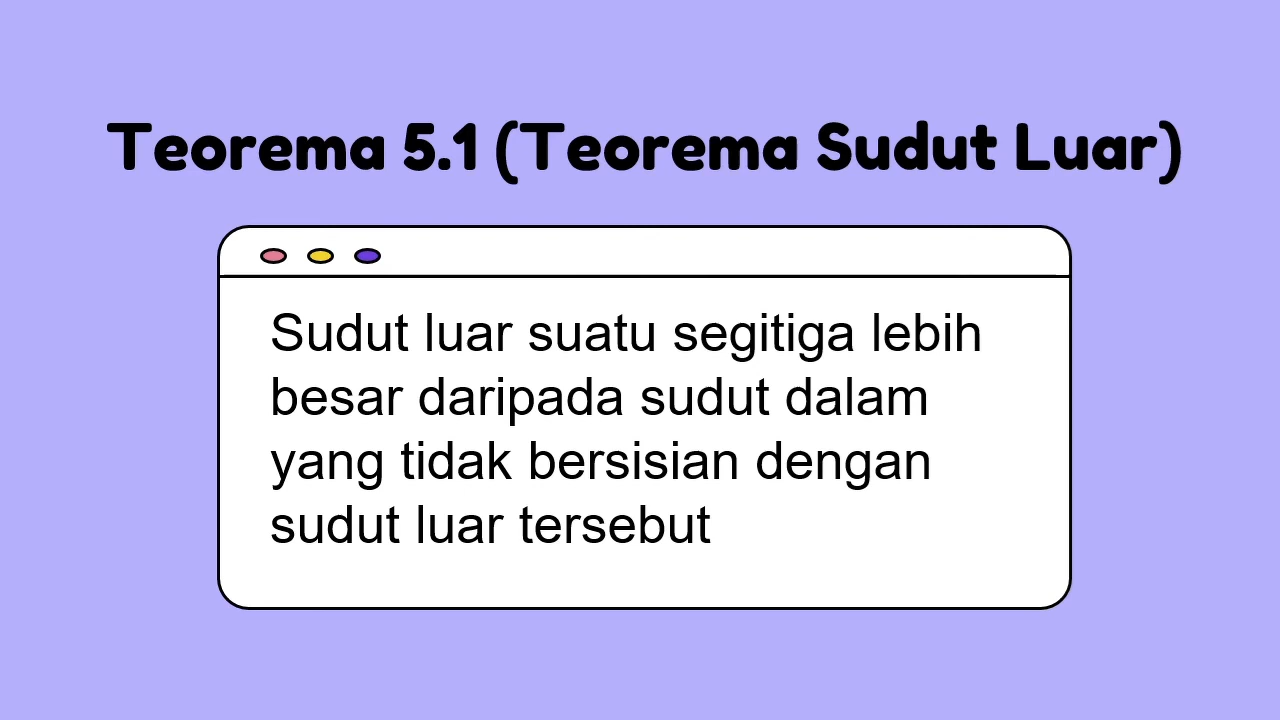 Teorema 5.1 (Teorema Sudut Luar)
Sudut luar suatu segitiga lebih
besar daripada sudut dalam
yang tidak bersisian dengan
sudut luar tersebut